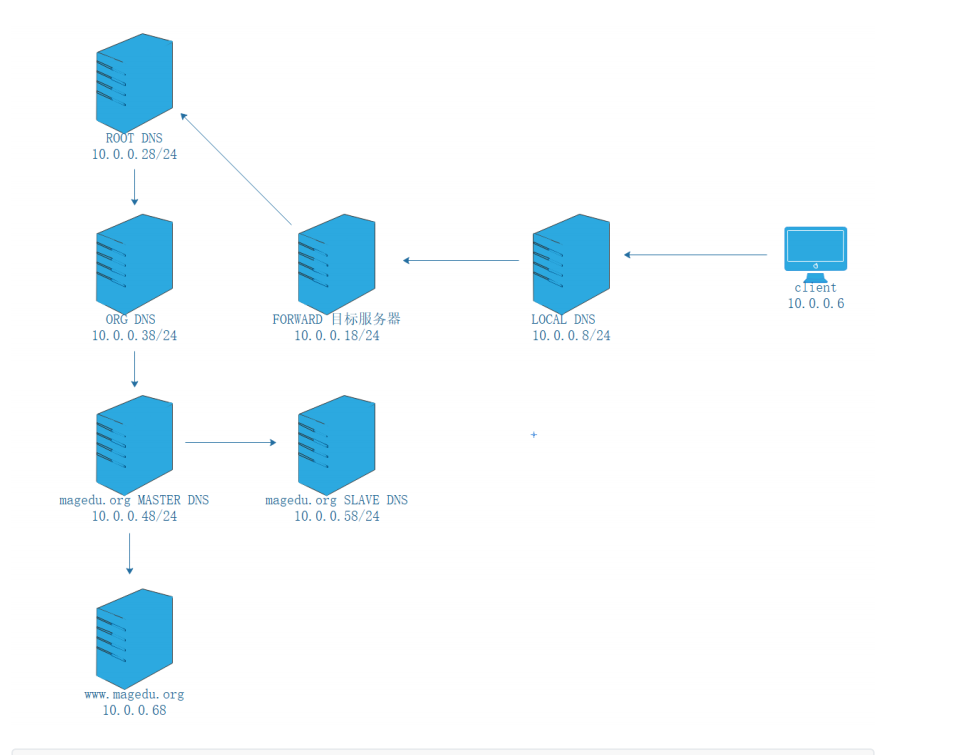 ROOT DNS
10.0.0.28/24
ORG DNS
10.0.0.38/24
FORWARD 目标服务器
10.0.0.18/24
LOCAL DNS
10.0.0.8/24
client
10.0.0.6
magedu.org MASTER DNS
10.0.0.48/24
magedu.org SLAVE DNS
10.0.0.58/24
www.magedu.org
10.0.0.68